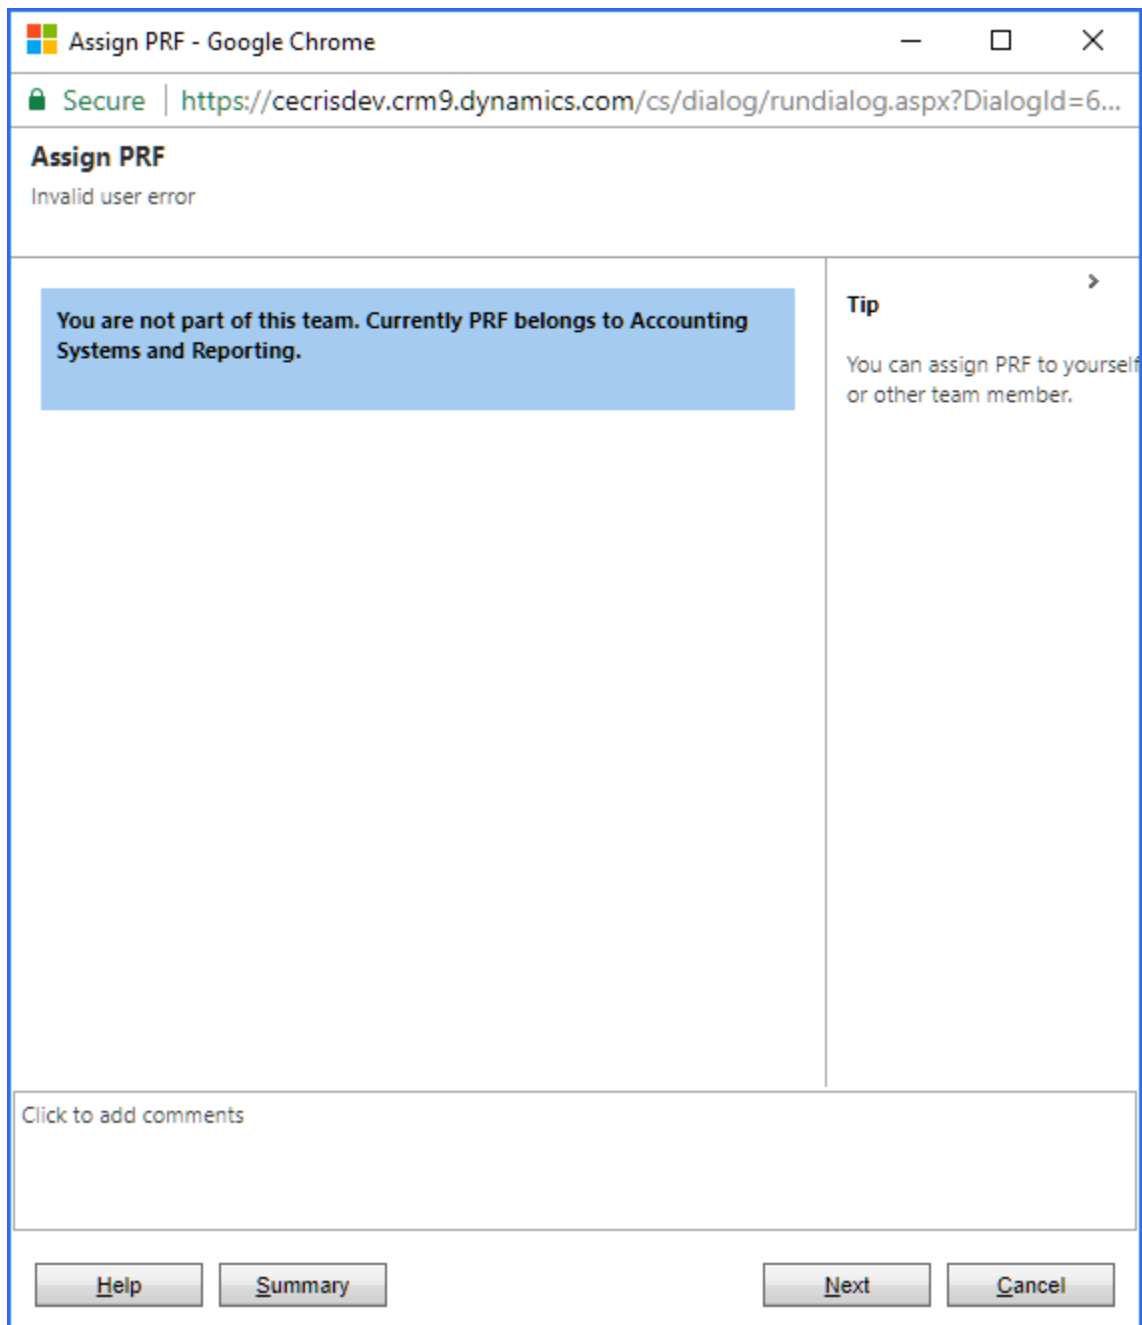 Assign PRF - Google Chrome
Secure https://cecrisdev.crm9.dynamics.com/cs/dialog/rundialog.aspx?DialogId=6...
Assign PRF
Invalid user error
You are not part of this team. Currently PRF belongs to Accounting
Systems and Reporting.
Tip
You can assign PRF to yourself
or other team member.
Click to add comments
Help Summary Next Cancel